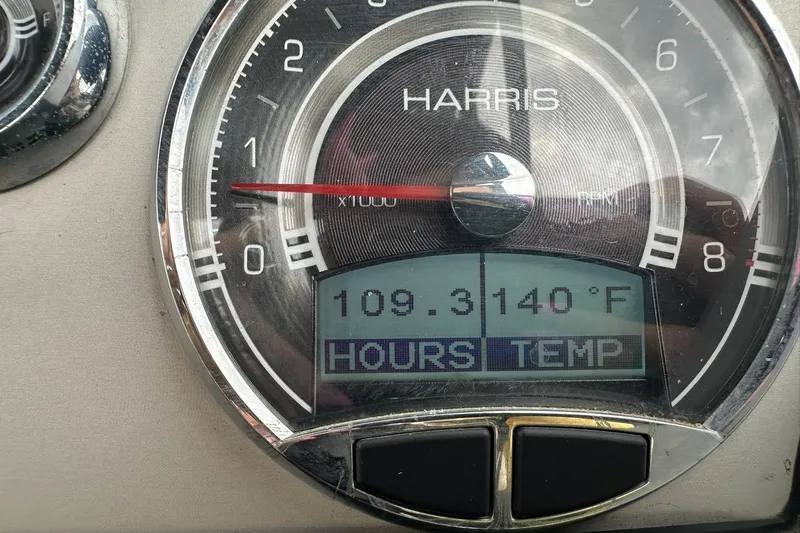 F
2
6
HARRIS
1
7
x1000
RPM
0
8
109.3 140 °F
HOURS TEMP